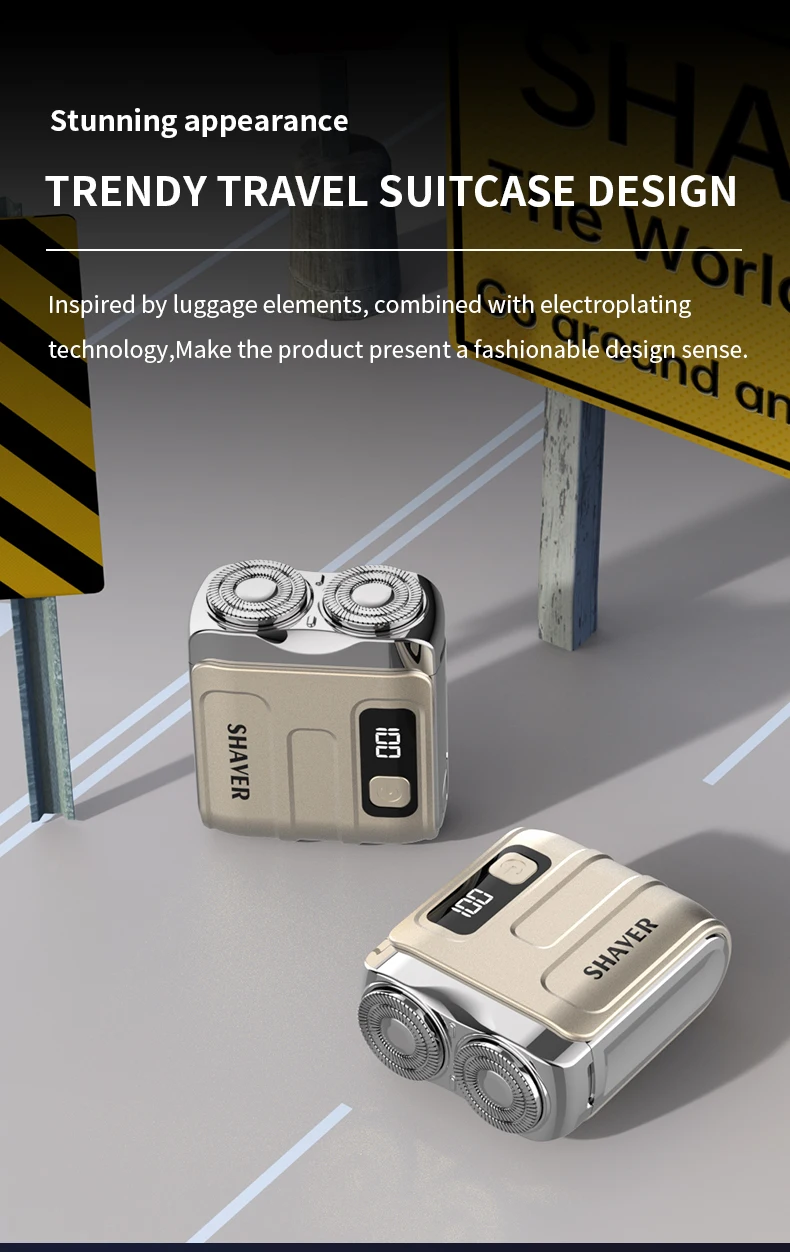 Stunning appearance
TRENDY TRAVEL SUITCASE DESIGN
Inspired by luggage elements, combined with electroplating
technology,Make the product present a fashionable design sense.
SHA
The World
Go around an
SHAVER
100
100
SHAVER